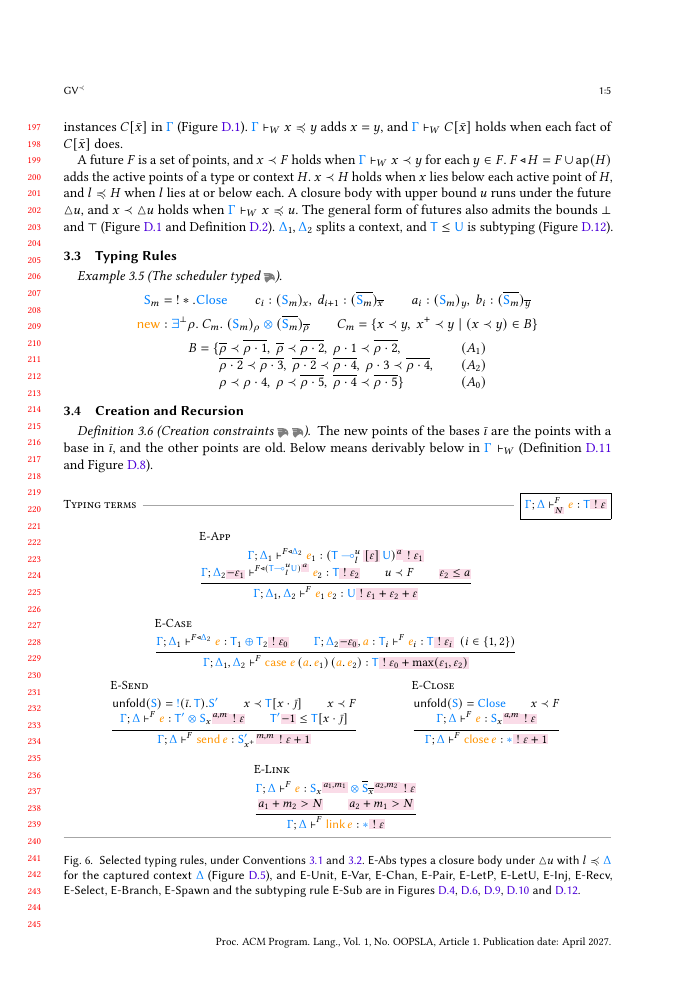 GV≺ 1:5
197 instances C[x̄] in Γ (Figure D.1). Γ ⊢W x ≼ y adds x = y, and Γ ⊢W C[x̄] holds when each fact of
198 C[x̄] does.
199 A future F is a set of points, and x ≺ F holds when Γ ⊢W x ≺ y for each y ∈ F. F ◂ H = F ∪ ap(H)
200 adds the active points of a type or context H. x ≺ H holds when x lies below each active point of H,
201 and l ≼ H when l lies at or below each. A closure body with upper bound u runs under the future
202 △u, and x ≺ △u holds when Γ ⊢W x ≼ u. The general form of futures also admits the bounds ⊥
203 and ⊤ (Figure D.1 and Definition D.2). Δ1, Δ2 splits a context, and T ≤ U is subtyping (Figure D.12).
204
205 3.3 Typing Rules
206 Example 3.5 (The scheduler typed).
207 Sm = ! ∗ .Close ci : (Sm)x, di+1 : (S̅m̅)x̅ ai : (Sm)y, bi : (S̅m̅)y̅
208
209 new : ∃⊥ρ. Cm. (Sm)ρ ⊗ (S̅m̅)ρ̅ Cm = {x ≺ y, x⁺ ≺ y | (x ≺ y) ∈ B}
210 B = {ρ̅ ≺ ρ̅·̅1̅, ρ̅ ≺ ρ̅·̅2̅, ρ · 1 ≺ ρ̅·̅2̅, (A1)
211 ρ̅·̅2̅ ≺ ρ̅·̅3̅, ρ̅·̅2̅ ≺ ρ̅·̅4̅, ρ · 3 ≺ ρ̅·̅4̅, (A2)
212 ρ ≺ ρ · 4, ρ ≺ ρ̅·̅5̅, ρ̅·̅4̅ ≺ ρ̅·̅5̅} (A0)
213
214 3.4 Creation and Recursion
215 Definition 3.6 (Creation constraints). The new points of the bases ῑ are the points with a
216 base in ῑ, and the other points are old. Below means derivably below in Γ ⊢W (Definition D.11
217 and Figure D.8).
218
219
220 Typing terms Γ; Δ ⊢F N e : T ! ε
221
222 E-App
223 Γ; Δ1 ⊢F◂Δ2 e1 : (T ⊸u l [[ε]] U)a ! ε1
224 Γ; Δ2−ε1 ⊢F◂(T⊸u l U)a e2 : T ! ε2 u ≺ F ε2 ≤ a
225 Γ; Δ1, Δ2 ⊢F e1 e2 : U ! ε1 + ε2 + ε
226
227 E-Case
228 Γ; Δ1 ⊢F◂Δ2 e : T1 ⊕ T2 ! ε0 Γ; Δ2−ε0, a : Ti ⊢F ei : T ! εi (i ∈ {1, 2})
229 Γ; Δ1, Δ2 ⊢F case e (a. e1) (a. e2) : T ! ε0 + max(ε1, ε2)
230
231 E-Send E-Close
232 unfold(S) = !(ῑ.T).S′ x ≺ T[x · ȷ̄] x ≺ F unfold(S) = Close x ≺ F
233 Γ; Δ ⊢F e : T′ ⊗ Sx a,m ! ε T′−1 ≤ T[x · ȷ̄] Γ; Δ ⊢F e : Sx a,m ! ε
234 Γ; Δ ⊢F send e : S′x⁺ m,m ! ε + 1 Γ; Δ ⊢F close e : ∗ ! ε + 1
235
236 E-Link
237 Γ; Δ ⊢F e : Sx a1,m1 ⊗ S̅x̅ a2,m2 ! ε
238 a1 + m2 > N a2 + m1 > N
239 Γ; Δ ⊢F link e : ∗ ! ε
240
241 Fig. 6. Selected typing rules, under Conventions 3.1 and 3.2. E-Abs types a closure body under △u with l ≼ Δ
242 for the captured context Δ (Figure D.5), and E-Unit, E-Var, E-Chan, E-Pair, E-LetP, E-LetU, E-Inj, E-Recv,
243 E-Select, E-Branch, E-Spawn and the subtyping rule E-Sub are in Figures D.4, D.6, D.9, D.10 and D.12.
244
245
Proc. ACM Program. Lang., Vol. 1, No. OOPSLA, Article 1. Publication date: April 2027.